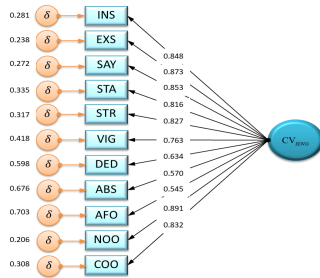 0.281 δ INS
0.848
0.238 δ EXS
0.873
0.272 δ SAY
0.853
0.335 δ STA
0.816
0.317 δ STR
0.827
0.418 δ VIG
0.763
CV
0.598 δ DED
0.634
0.676 δ ABS
0.570
0.703 δ AFO
0.545
0.206 δ NOO
0.891
0.308 δ COO
0.832